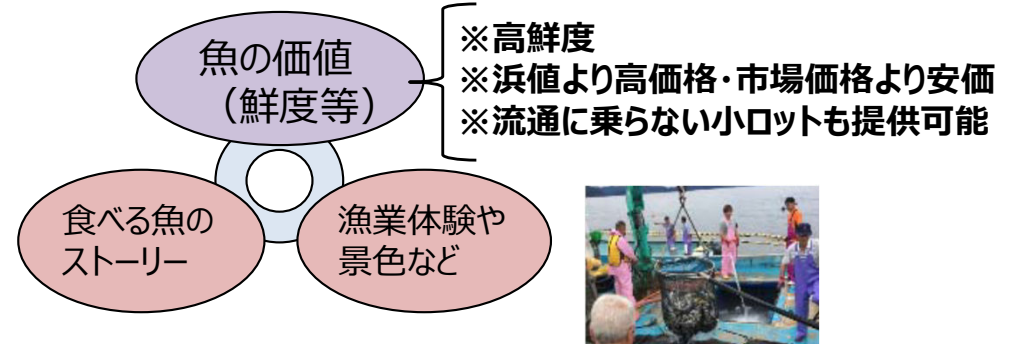 魚の価値
（鮮度等）
※高鮮度
※浜値より高価格・市場価格より安価
※流通に乗らない小ロットも提供可能
食べる魚の
ストーリー
漁業体験や
景色など